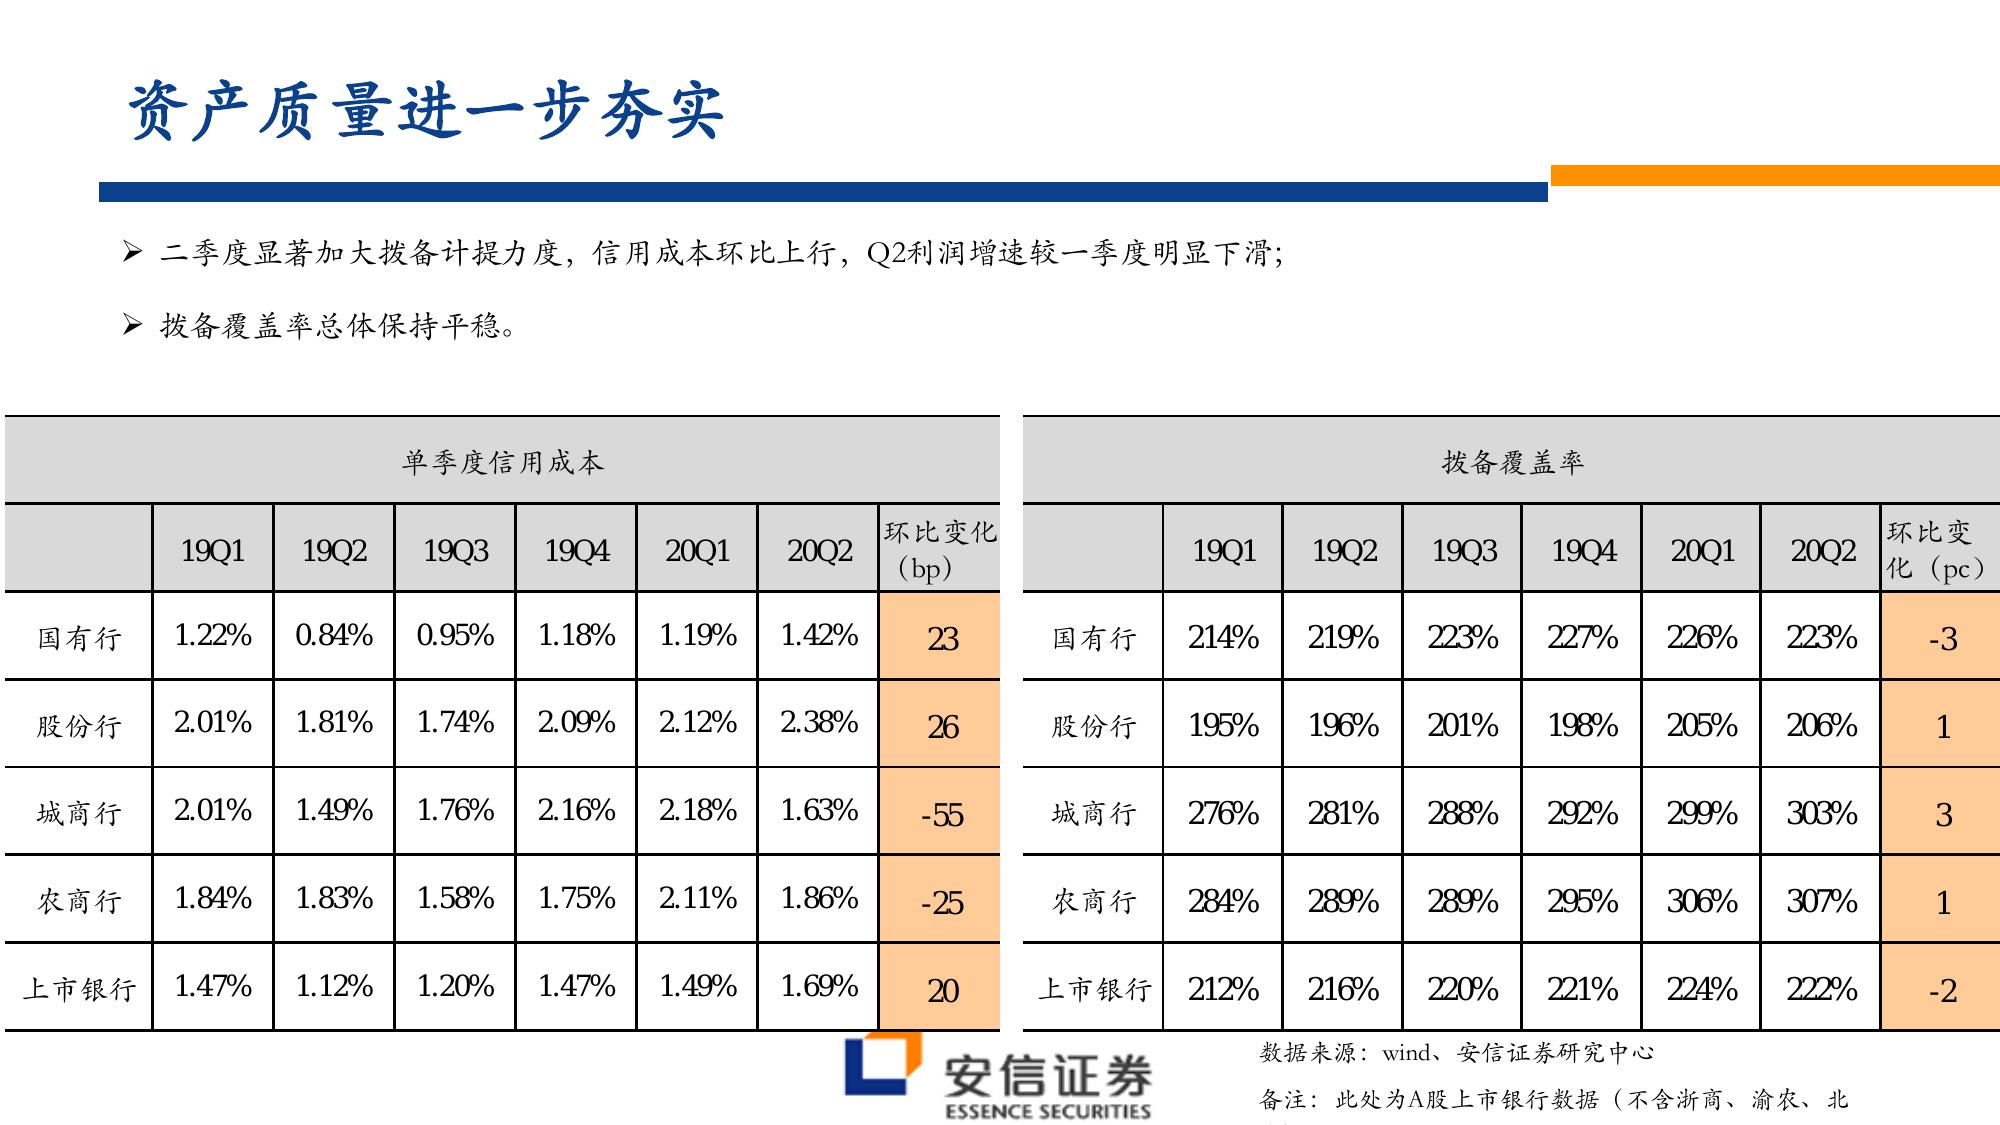 资产质量进一步夯实
二季度显著加大拨备计提力度，信用成本环比上行，Q2利润增速较一季度明显下滑；
拨备覆盖率总体保持平稳。
单季度信用成本
19Q1 19Q2 19Q3 19Q4 20Q1 20Q2 环比变化（bp）
国有行 1.22% 0.84% 0.95% 1.18% 1.19% 1.42% 23
股份行 2.01% 1.81% 1.74% 2.09% 2.12% 2.38% 26
城商行 2.01% 1.49% 1.76% 2.16% 2.18% 1.63% -55
农商行 1.84% 1.83% 1.58% 1.75% 2.11% 1.86% -25
上市银行 1.47% 1.12% 1.20% 1.47% 1.49% 1.69% 20
拨备覆盖率
19Q1 19Q2 19Q3 19Q4 20Q1 20Q2 环比变化（pc）
国有行 214% 219% 223% 227% 226% 223% -3
股份行 195% 196% 201% 198% 205% 206% 1
城商行 276% 281% 288% 292% 299% 303% 3
农商行 284% 289% 289% 295% 306% 307% 1
上市银行 212% 216% 220% 221% 224% 222% -2
安信证券
ESSENCE SECURITIES
数据来源：wind、安信证券研究中心
备注：此处为A股上市银行数据（不含浙商、渝农、北